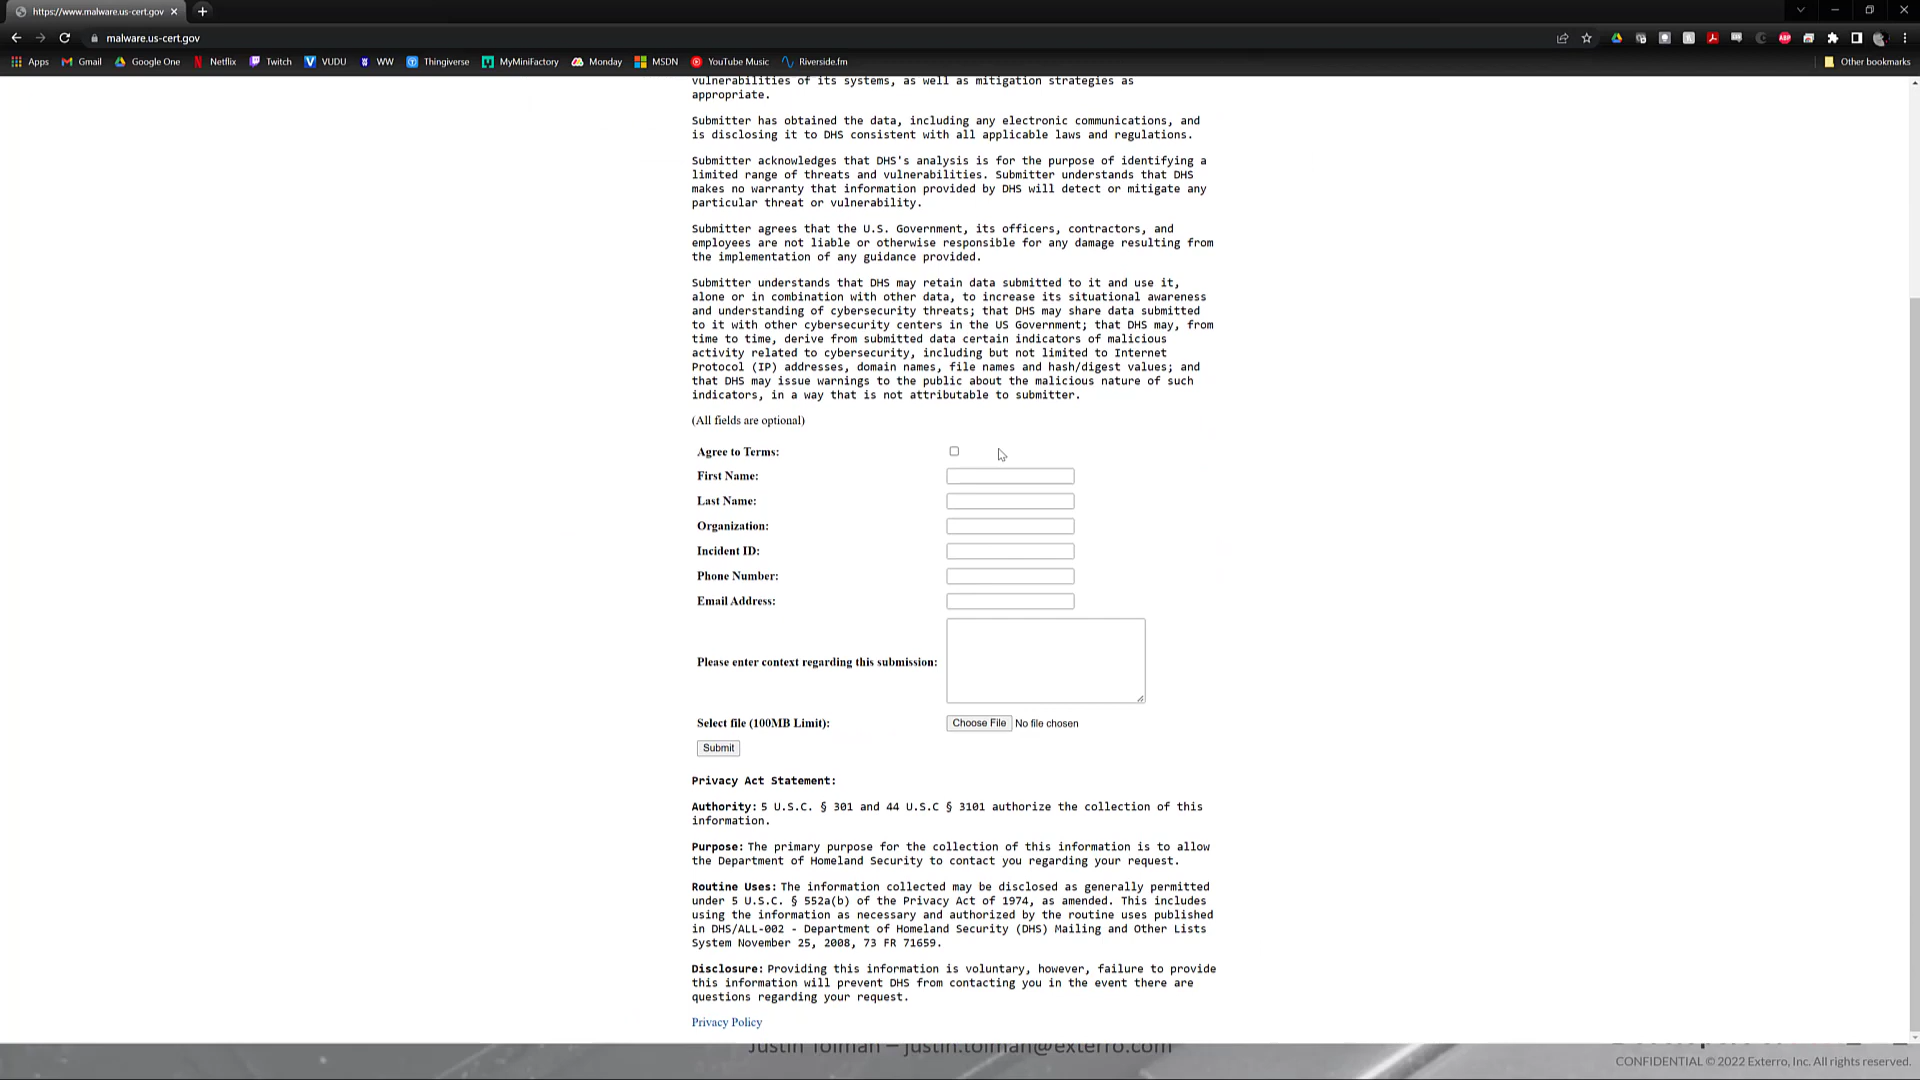 https://www.malware.us-cert.gov
malware.us-cert.gov
Apps Gmail Google One Netflix Twitch VUDU WW Thingiverse MyMiniFactory Monday MSDN YouTube Music Riverside.fm Other bookmarks
vulnerabilities of its systems, as well as mitigation strategies as
appropriate.
Submitter has obtained the data, including any electronic communications, and
is disclosing it to DHS consistent with all applicable laws and regulations.
Submitter acknowledges that DHS's analysis is for the purpose of identifying a
limited range of threats and vulnerabilities. Submitter understands that DHS
makes no warranty that information provided by DHS will detect or mitigate any
particular threat or vulnerability.
Submitter agrees that the U.S. Government, its officers, contractors, and
employees are not liable or otherwise responsible for any damage resulting from
the implementation of any guidance provided.
Submitter understands that DHS may retain data submitted to it and use it,
alone or in combination with other data, to increase its situational awareness
and understanding of cybersecurity threats; that DHS may share data submitted
to it with other cybersecurity centers in the US Government; that DHS may, from
time to time, derive from submitted data certain indicators of malicious
activity related to cybersecurity, including but not limited to Internet
Protocol (IP) addresses, domain names, file names and hash/digest values; and
that DHS may issue warnings to the public about the malicious nature of such
indicators, in a way that is not attributable to submitter.
(All fields are optional)
Agree to Terms:
First Name:
Last Name:
Organization:
Incident ID:
Phone Number:
Email Address:
Please enter context regarding this submission:
Select file (100MB Limit): Choose File No file chosen
Submit
Privacy Act Statement:
Authority: 5 U.S.C. § 301 and 44 U.S.C § 3101 authorize the collection of this
information.
Purpose: The primary purpose for the collection of this information is to allow
the Department of Homeland Security to contact you regarding your request.
Routine Uses: The information collected may be disclosed as generally permitted
under 5 U.S.C. § 552a(b) of the Privacy Act of 1974, as amended. This includes
using the information as necessary and authorized by the routine uses published
in DHS/ALL-002 - Department of Homeland Security (DHS) Mailing and Other Lists
System November 25, 2008, 73 FR 71659.
Disclosure: Providing this information is voluntary, however, failure to provide
this information will prevent DHS from contacting you in the event there are
questions regarding your request.
Privacy Policy
Justin Tolman – justin.tolman@exterro.com
CONFIDENTIAL © 2022 Exterro, Inc. All rights reserved.